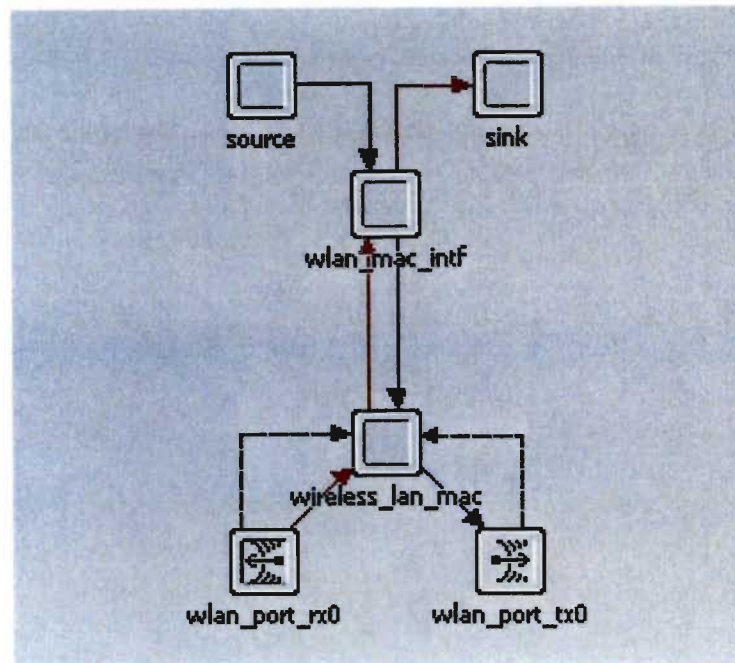 source
sink
wlan_mac_intf
wireless_lan_mac
wlan_port_rx0
wlan_port_tx0